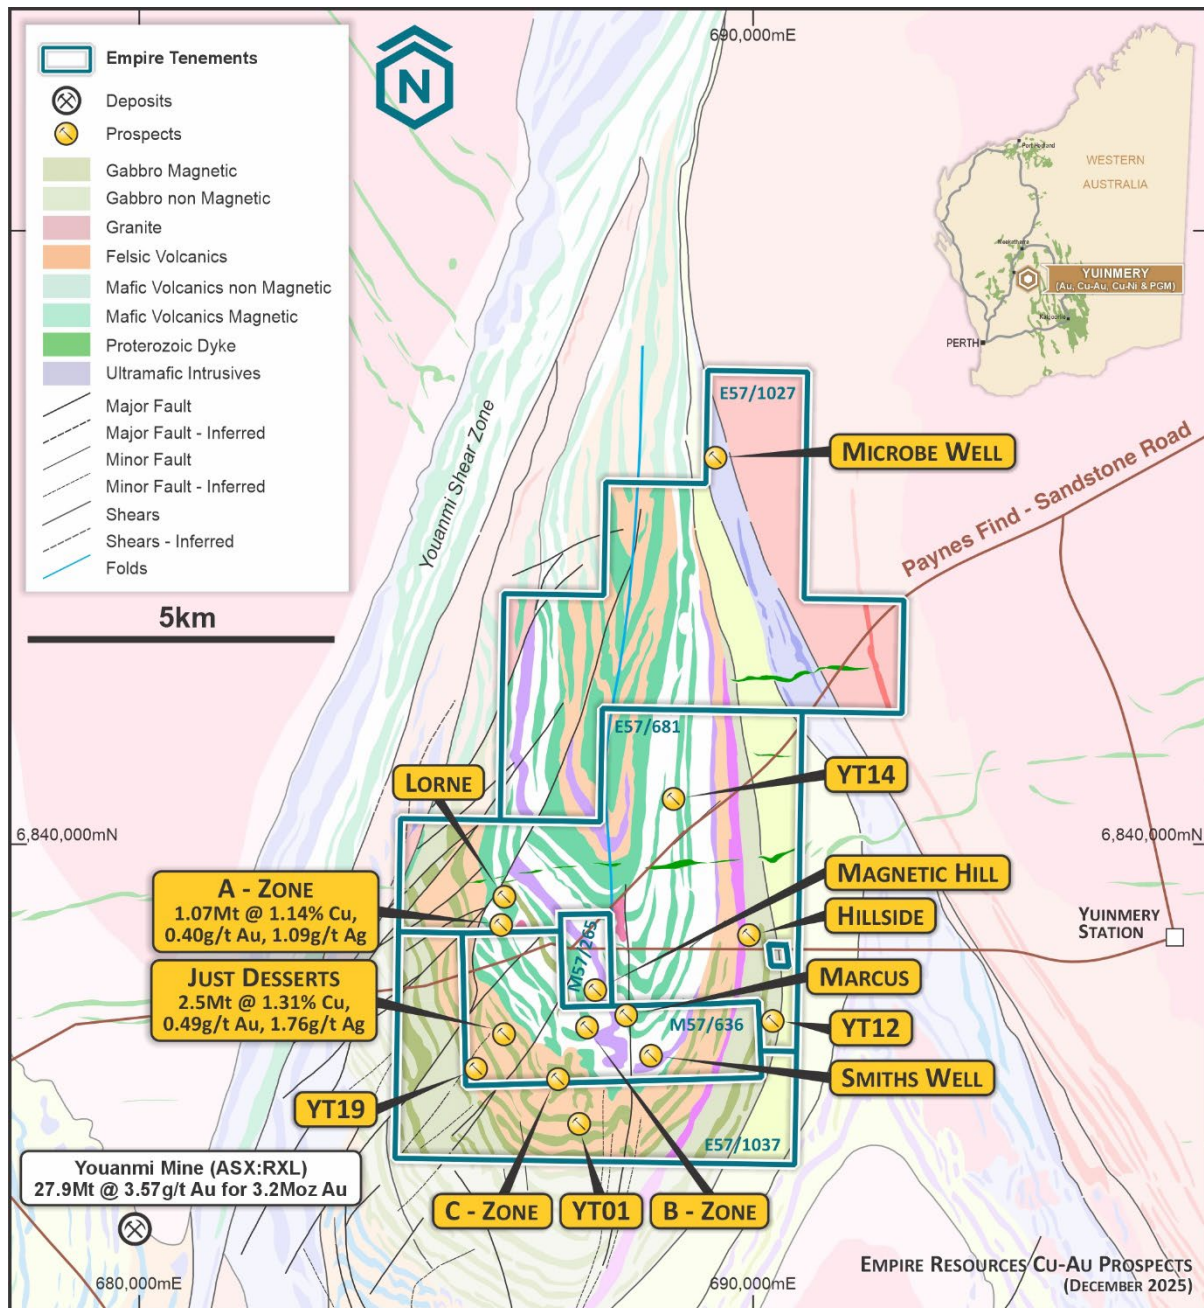 690,000mE
Empire Tenements
Deposits
Prospects
Gabbro Magnetic
Gabbro non Magnetic
Granite
Felsic Volcanics
Mafic Volcanics non Magnetic
Mafic Volcanics Magnetic
Proterozoic Dyke
Ultramafic Intrusives
Major Fault
Major Fault - Inferred
Minor Fault
Minor Fault - Inferred
Shears
Shears - Inferred
Folds
5km
N
Port Hedland
WESTERN
AUSTRALIA
Meekatharra
YUINMERY
(Au, Cu-Au, Cu-Ni & PGM)
Kalgoorlie
PERTH
Youanmi Shear Zone
E57/1027
MICROBE WELL
Paynes Find - Sandstone Road
E57/681
LORNE
YT14
6,840,000mN
6,840,000mN
A - ZONE
1.07Mt @ 1.14% Cu,
0.40g/t Au, 1.09g/t Ag
MAGNETIC HILL
HILLSIDE
YUINMERY
STATION
M57/265
JUST DESSERTS
2.5Mt @ 1.31% Cu,
0.49g/t Au, 1.76g/t Ag
MARCUS
M57/636
YT12
SMITHS WELL
YT19
E57/1037
Youanmi Mine (ASX:RXL)
27.9Mt @ 3.57g/t Au for 3.2Moz Au
C - ZONE
YT01
B - ZONE
680,000mE
690,000mE
EMPIRE RESOURCES CU-AU PROSPECTS
(DECEMBER 2025)